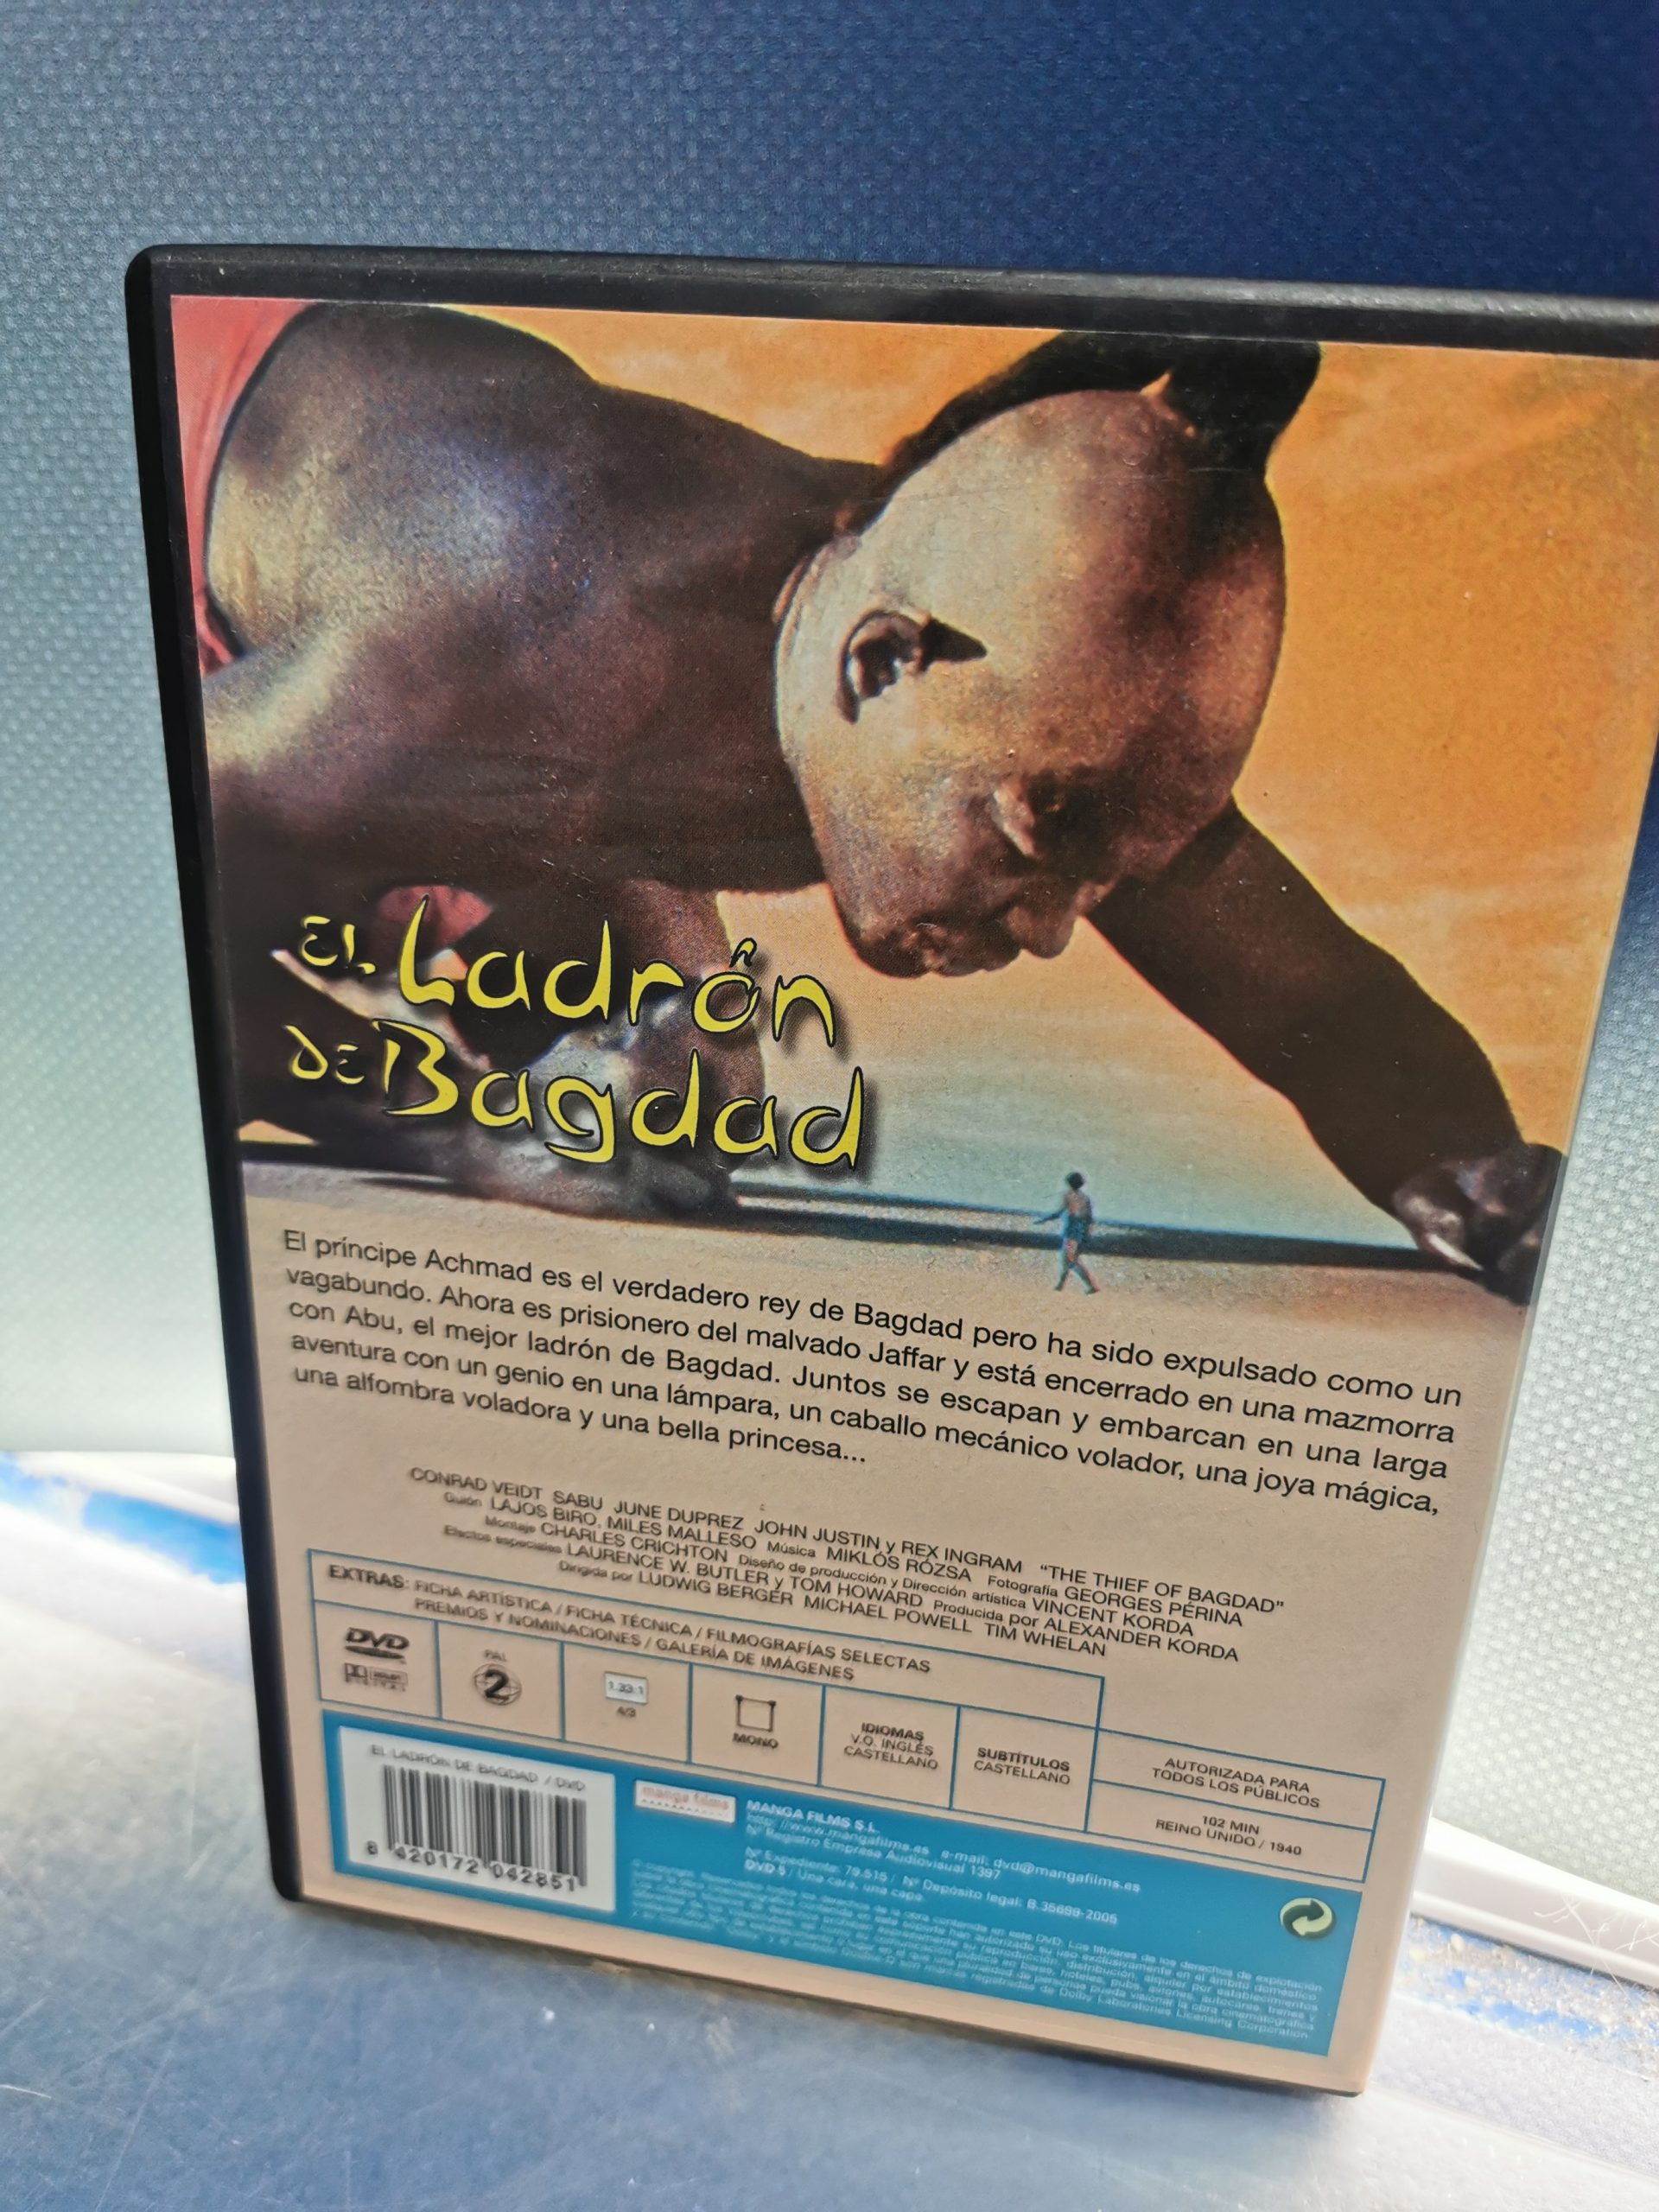 EL Ladrón
DE Bagdad
El príncipe Achmad es el verdadero rey de Bagdad pero ha sido expulsado como un
vagabundo. Ahora es prisionero del malvado Jaffar y está encerrado en una mazmorra
con Abu, el mejor ladrón de Bagdad. Juntos se escapan y embarcan en una larga
aventura con un genio en una lámpara, un caballo mecánico volador, una joya mágica,
una alfombra voladora y una bella princesa...
CONRAD VEIDT SABU JUNE DUPREZ JOHN JUSTIN y REX INGRAM "THE THIEF OF BAGDAD"
Guión LAJOS BIRO, MILES MALLESO Música MIKLÓS RÓZSA Fotografía GEORGES PÉRINA
Montaje CHARLES CRICHTON Diseño de producción y Dirección artística VINCENT KORDA
Efectos especiales LAURENCE W. BUTLER y TOM HOWARD Producida por ALEXANDER KORDA
Dirigida por LUDWIG BERGER MICHAEL POWELL TIM WHELAN
EXTRAS: FICHA ARTÍSTICA / FICHA TÉCNICA / FILMOGRAFÍAS SELECTAS
PREMIOS Y NOMINACIONES / GALERÍA DE IMÁGENES
DVD
DIGITAL
PAL
2
1.33:1
4/3
MONO
IDIOMAS
V.O. INGLÉS
CASTELLANO
SUBTÍTULOS
CASTELLANO
AUTORIZADA PARA
TODOS LOS PÚBLICOS
102 MIN
REINO UNIDO / 1940
EL LADRÓN DE BAGDAD / DVD
8 420172 042851
manga films
MANGA FILMS S.L.
http://www.mangafilms.es e-mail: dvd@mangafilms.es
Nº Registro Empresa Audiovisual 1397
Nº Expediente: 79.515 / Nº Depósito legal: B.35699-2005
DVD 5 / Una cara, una capa.